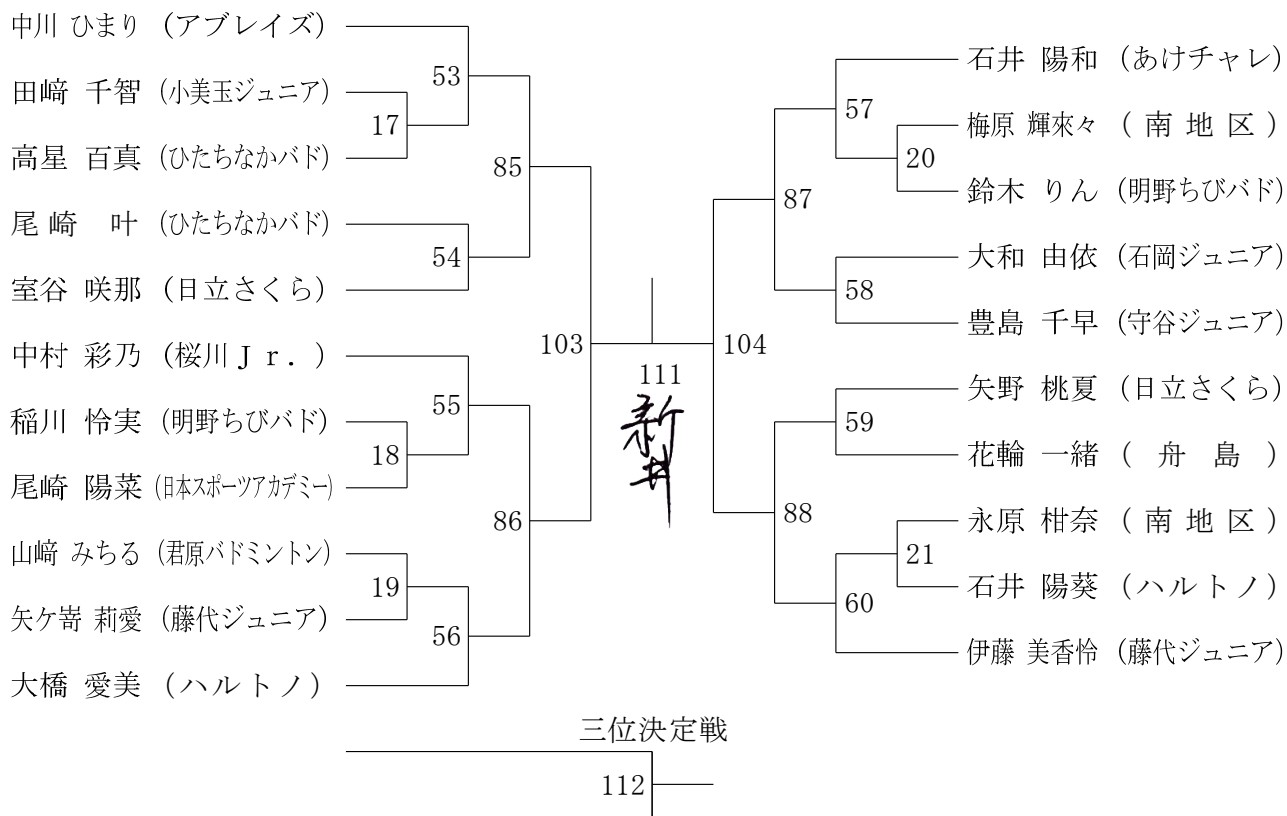 中川 ひまり (アブレイズ)
田﨑 千智 (小美玉ジュニア)
高星 百真 (ひたちなかバド)
尾崎 叶 (ひたちなかバド)
室谷 咲那 (日立さくら)
中村 彩乃 (桜川Ｊｒ．)
稲川 怜実 (明野ちびバド)
尾崎 陽菜 (日本スポーツアカデミー)
山﨑 みちる (君原バドミントン)
矢ケ嵜 莉愛 (藤代ジュニア)
大橋 愛美 (ハルトノ)
17
18
19
53
54
55
56
85
86
103
111
新井
104
87
88
57
58
59
60
20
21
石井 陽和 (あけチャレ)
梅原 輝來々 (南地区)
鈴木 りん (明野ちびバド)
大和 由依 (石岡ジュニア)
豊島 千早 (守谷ジュニア)
矢野 桃夏 (日立さくら)
花輪 一緒 (舟島)
永原 柑奈 (南地区)
石井 陽葵 (ハルトノ)
伊藤 美香怜 (藤代ジュニア)
三位決定戦
112